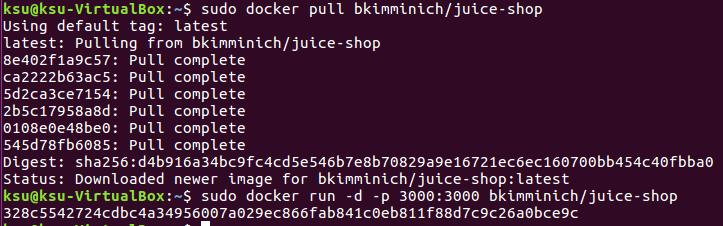 ksu@ksu-VirtualBox:~$ sudo docker pull bkimminich/juice-shop
Using default tag: latest
latest: Pulling from bkimminich/juice-shop
8e402f1a9c57: Pull complete
ca2222b63ac5: Pull complete
5d2ca3ce7154: Pull complete
2b5c17958a8d: Pull complete
0108e0e48be0: Pull complete
545d78fb6085: Pull complete
Digest: sha256:d4b916a34bc9fc4cd5e546b7e8b70829a9e16721ec6ec160700bb454c40fbba0
Status: Downloaded newer image for bkimminich/juice-shop:latest
ksu@ksu-VirtualBox:~$ sudo docker run -d -p 3000:3000 bkimminich/juice-shop
328c5542724cdbc4a34956007a029ec866fab841c0eb811f88d7c9c26a0bce9c
ksu@ksu-VirtualBox:~$